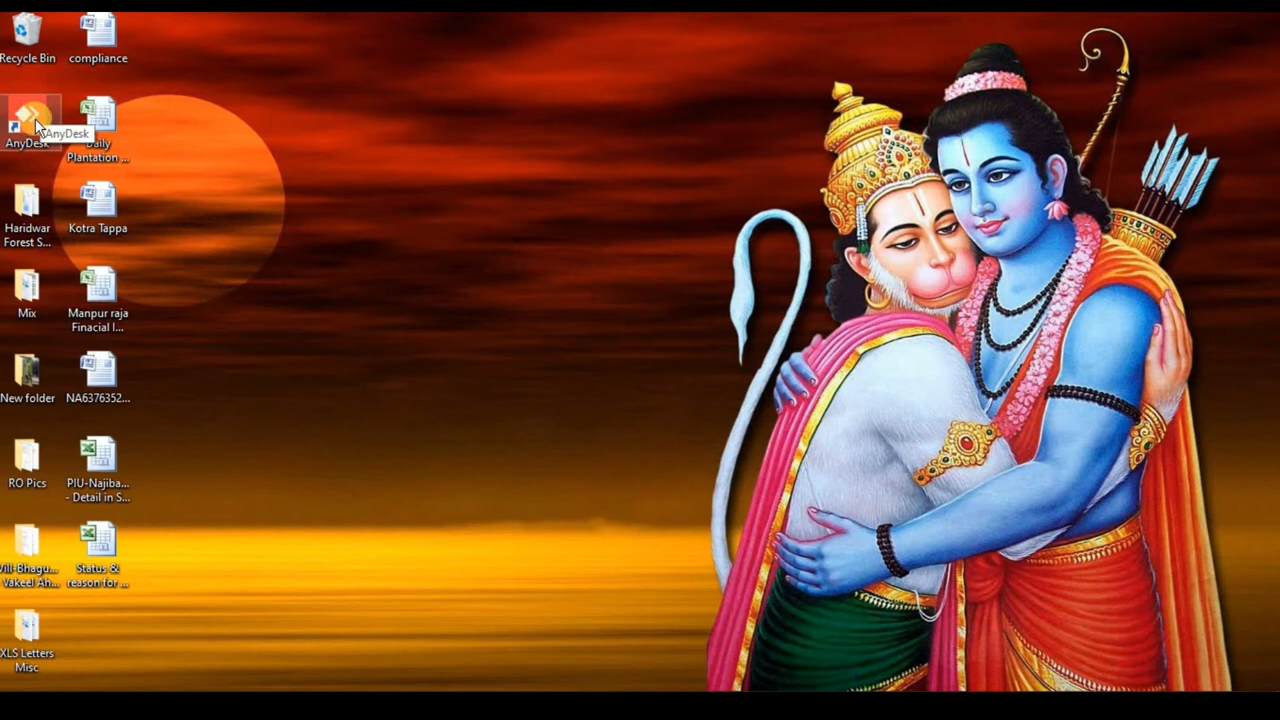 Recycle Bin
compliance
AnyDesk
AnyDesk
Daily
Plantation ...
Haridwar
Forest S...
Kotra Tappa
Mix
Manpur raja
Finacial I...
New folder
NA6376352...
RO Pics
PIU-Najiba...
- Detail in S...
Vill-Bhagu...
Vakeel Ah...
Status &
reason for ...
XLS Letters
Misc